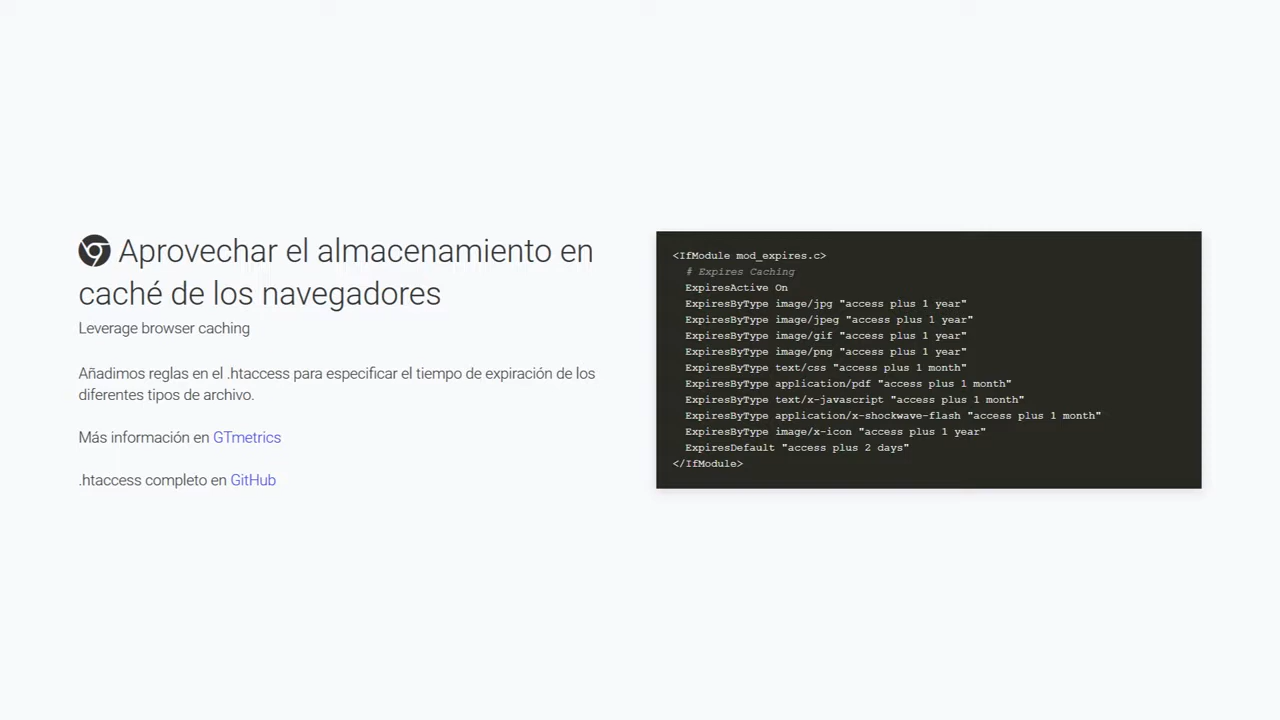 Aprovechar el almacenamiento en
caché de los navegadores
Leverage browser caching
Añadimos reglas en el .htaccess para especificar el tiempo de expiración de los
diferentes tipos de archivo.
Más información en GTmetrics
.htaccess completo en GitHub
<IfModule mod_expires.c>
# Expires Caching
ExpiresActive On
ExpiresByType image/jpg "access plus 1 year"
ExpiresByType image/jpeg "access plus 1 year"
ExpiresByType image/gif "access plus 1 year"
ExpiresByType image/png "access plus 1 year"
ExpiresByType text/css "access plus 1 month"
ExpiresByType application/pdf "access plus 1 month"
ExpiresByType text/x-javascript "access plus 1 month"
ExpiresByType application/x-shockwave-flash "access plus 1 month"
ExpiresByType image/x-icon "access plus 1 year"
ExpiresDefault "access plus 2 days"
</IfModule>